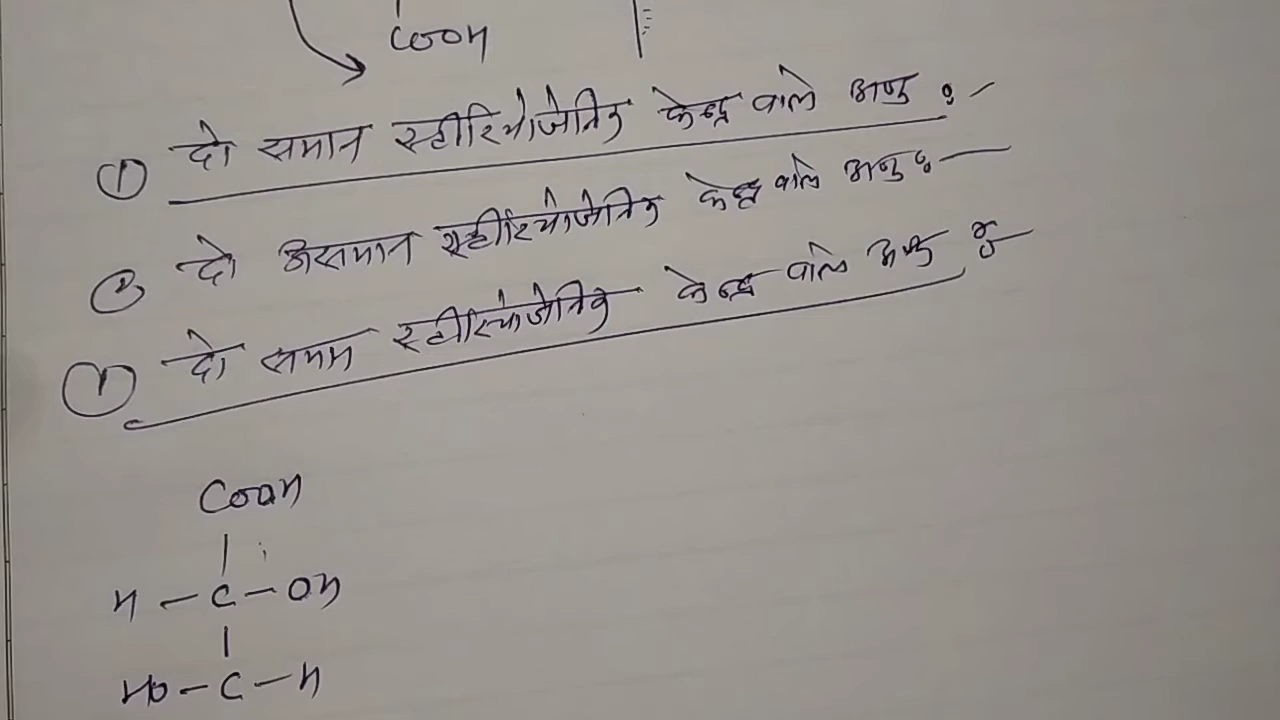 COOH
① दो समान स्टीरियोजेनिक केन्द्र वाले अणु :-
② दो असमान स्टीरियोजेनिक केन्द्र वाले अणु :-
① दो समान स्टीरियोजेनिक केन्द्र वाले अणु :-
COOH
|
H - C - OH
|
HO - C - H